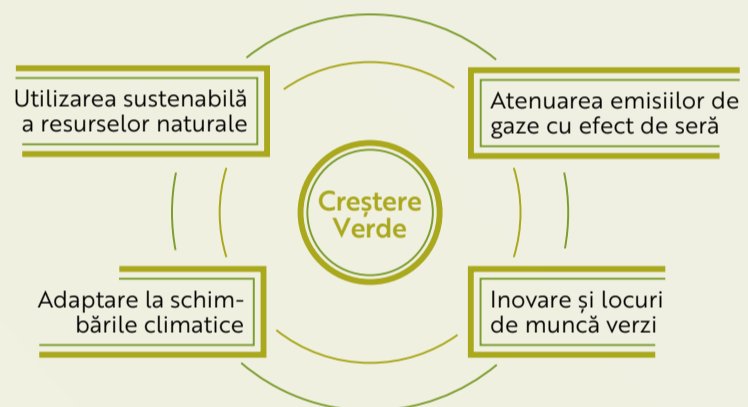 Utilizarea sustenabilă
a resurselor naturale
Atenuarea emisiilor de
gaze cu efect de seră
Creștere
Verde
Adaptare la schim-
bările climatice
Inovare și locuri
de muncă verzi